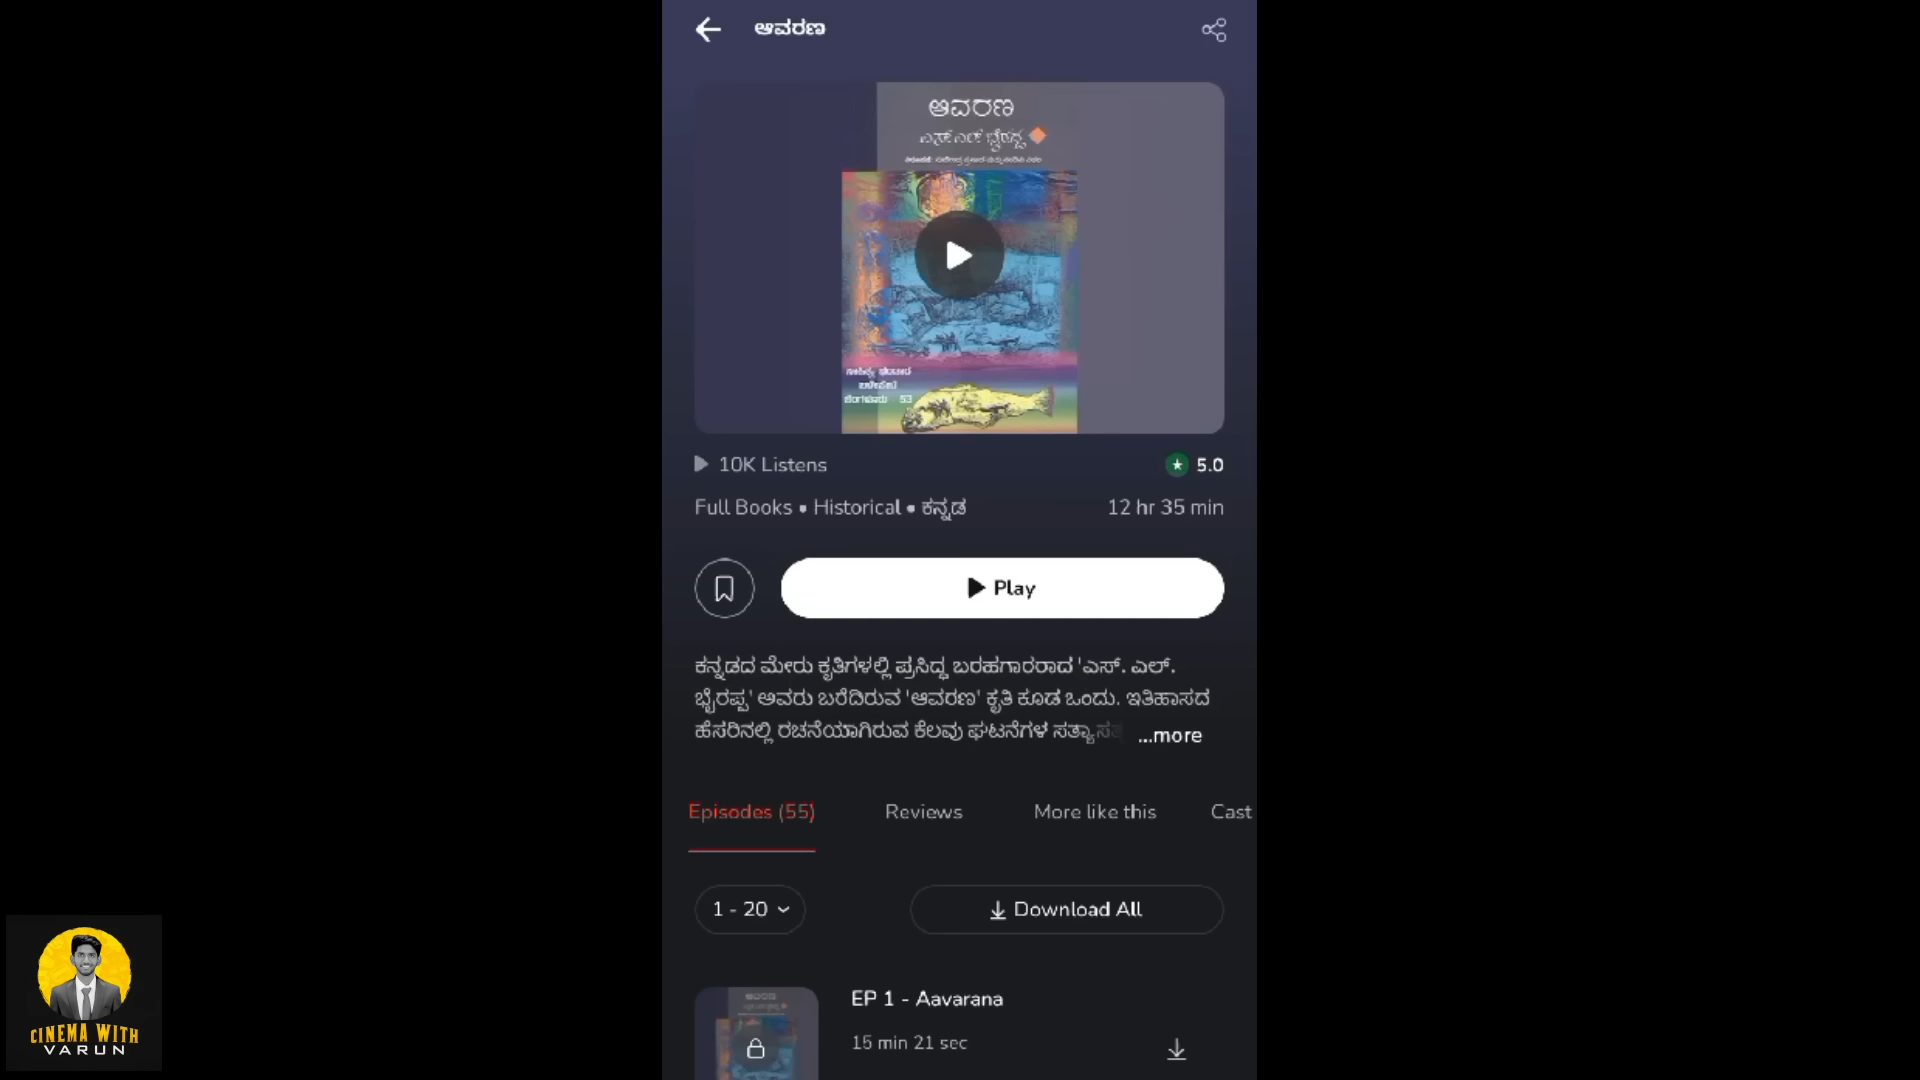 ಆವರಣ
ಆವರಣ
ಎಸ್ ಎಲ್ ಭೈರಪ್ಪ
10K Listens
5.0
Full Books • Historical • ಕನ್ನಡ
12 hr 35 min
Play
ಕನ್ನಡದ ಮೇರು ಕೃತಿಗಳಲ್ಲಿ ಪ್ರಸಿದ್ಧ ಬರಹಗಾರರಾದ 'ಎಸ್. ಎಲ್.
ಭೈರಪ್ಪ' ಅವರು ಬರೆದಿರುವ 'ಆವರಣ' ಕೃತಿ ಕೂಡ ಒಂದು. ಇತಿಹಾಸದ
ಹೆಸರಿನಲ್ಲಿ ರಚನೆಯಾಗಿರುವ ಕೆಲವು ಘಟನೆಗಳ ...more
Episodes (55)
Reviews
More like this
Cast
1 - 20
Download All
EP 1 - Aavarana
15 min 21 sec
CINEMA WITH
VARUN